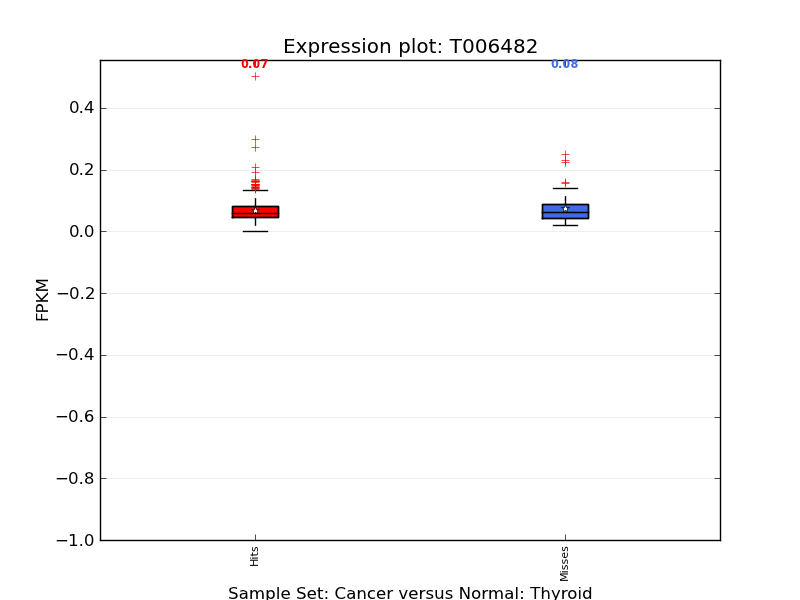 Expression plot: T006482
0.07
0.08
0.4
0.2
0.0
−0.2
−0.4
−0.6
−0.8
−1.0
FPKM
Hits
Misses
Sample Set: Cancer versus Normal: Thyroid